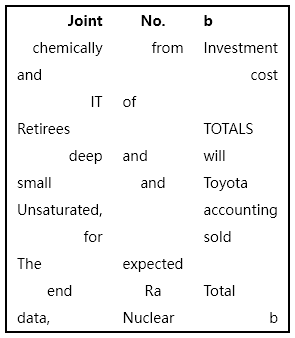 Joint No. b
chemically from Investment
and cost
IT of
Retirees TOTALS
deep and will
small and Toyota
Unsaturated, accounting
for sold
The expected
end Ra Total
data, Nuclear b